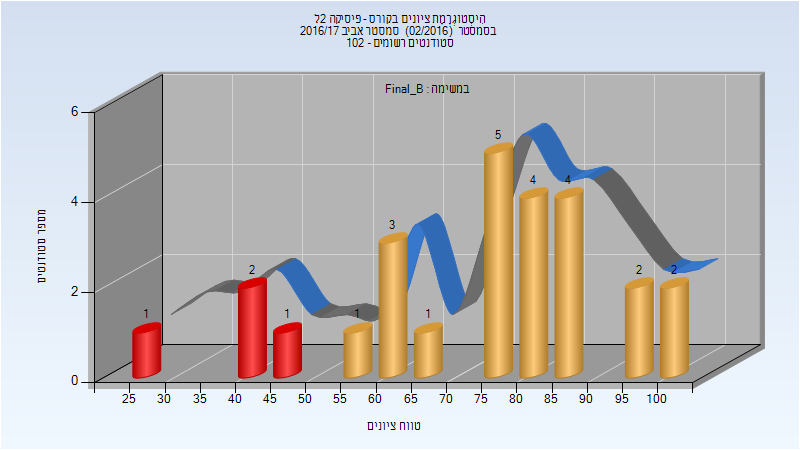 היסטוגרמת ציונים בקורס - פיסיקה 2ל
בסמסטר (02/2016) סמסטר אביב 2016/17
סטודנטים רשומים - 102
במשימה : Final_B
מספר סטודנטים
6
4
2
0
1
2
1
1
3
1
5
4
4
2
2
25 30 35 40 45 50 55 60 65 70 75 80 85 90 95 100
טווח ציונים